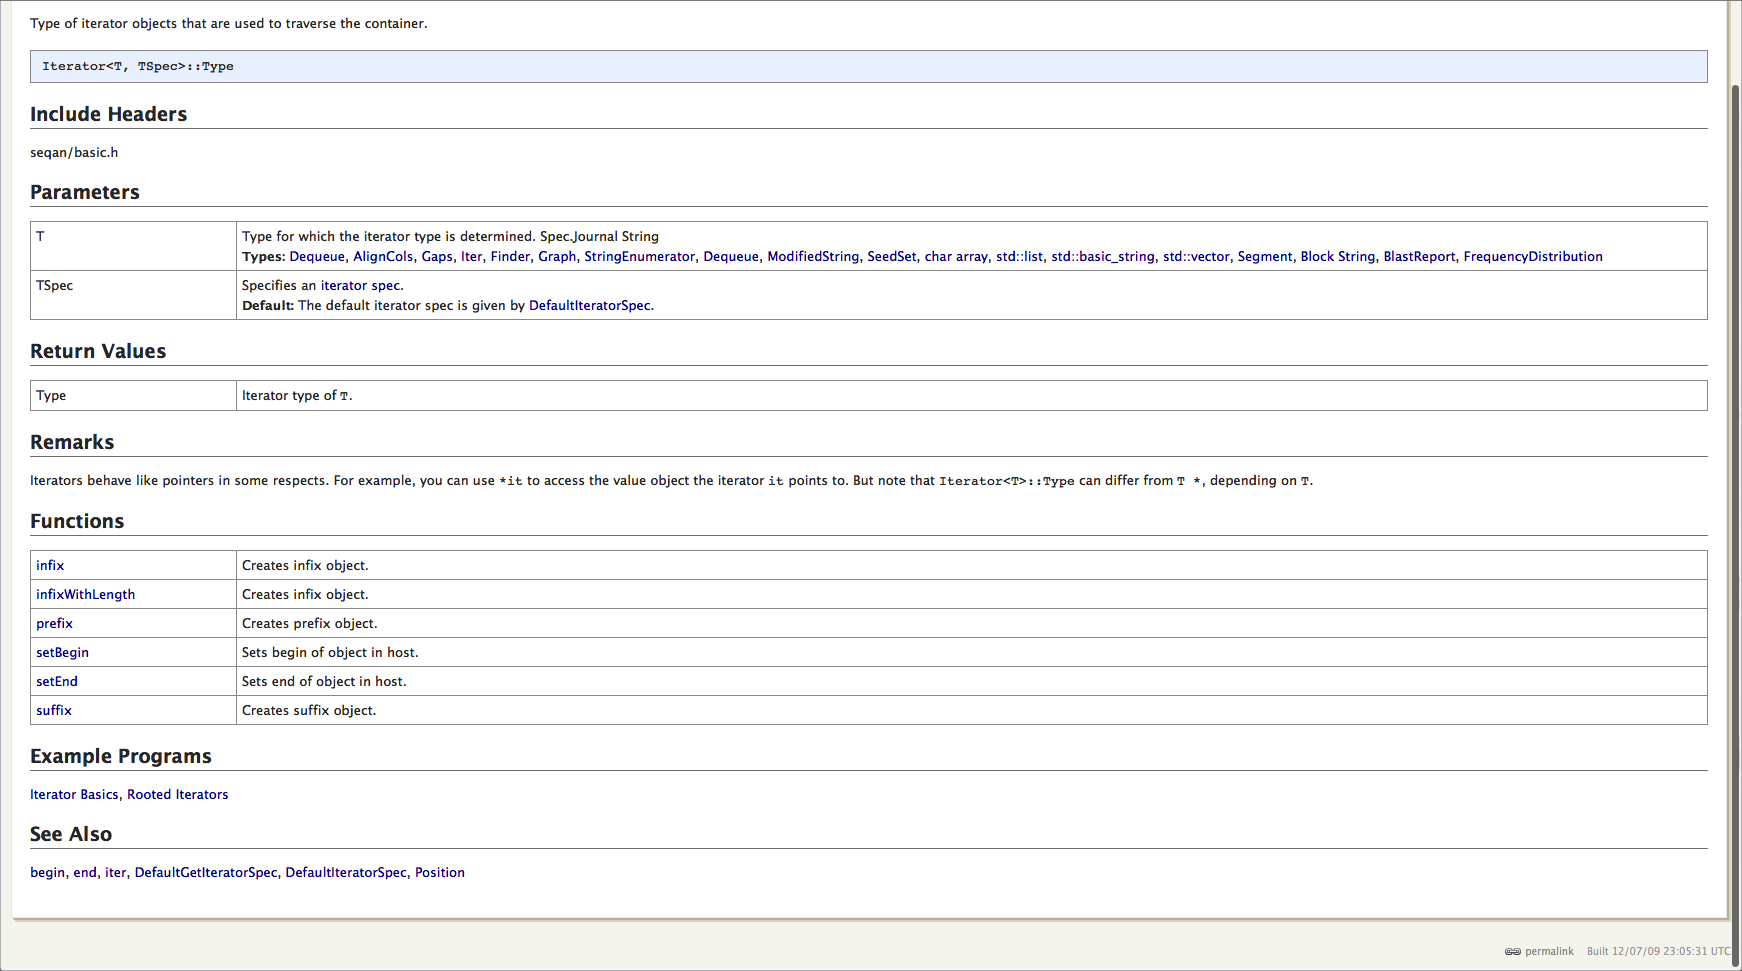 Type of iterator objects that are used to traverse the container.
Iterator<T, TSpec>::Type
Include Headers
seqan/basic.h
Parameters
T
Type for which the iterator type is determined. Spec.Journal String
Types: Dequeue, AlignCols, Gaps, Iter, Finder, Graph, StringEnumerator, Dequeue, ModifiedString, SeedSet, char array, std::list, std::basic_string, std::vector, Segment, Block String, BlastReport, FrequencyDistribution
TSpec
Specifies an iterator spec.
Default: The default iterator spec is given by DefaultIteratorSpec.
Return Values
Type
Iterator type of T.
Remarks
Iterators behave like pointers in some respects. For example, you can use *it to access the value object the iterator it points to. But note that Iterator<T>::Type can differ from T *, depending on T.
Functions
infix
Creates infix object.
infixWithLength
Creates infix object.
prefix
Creates prefix object.
setBegin
Sets begin of object in host.
setEnd
Sets end of object in host.
suffix
Creates suffix object.
Example Programs
Iterator Basics, Rooted Iterators
See Also
begin, end, iter, DefaultGetIteratorSpec, DefaultIteratorSpec, Position
permalink Built 12/07/09 23:05:31 UTC